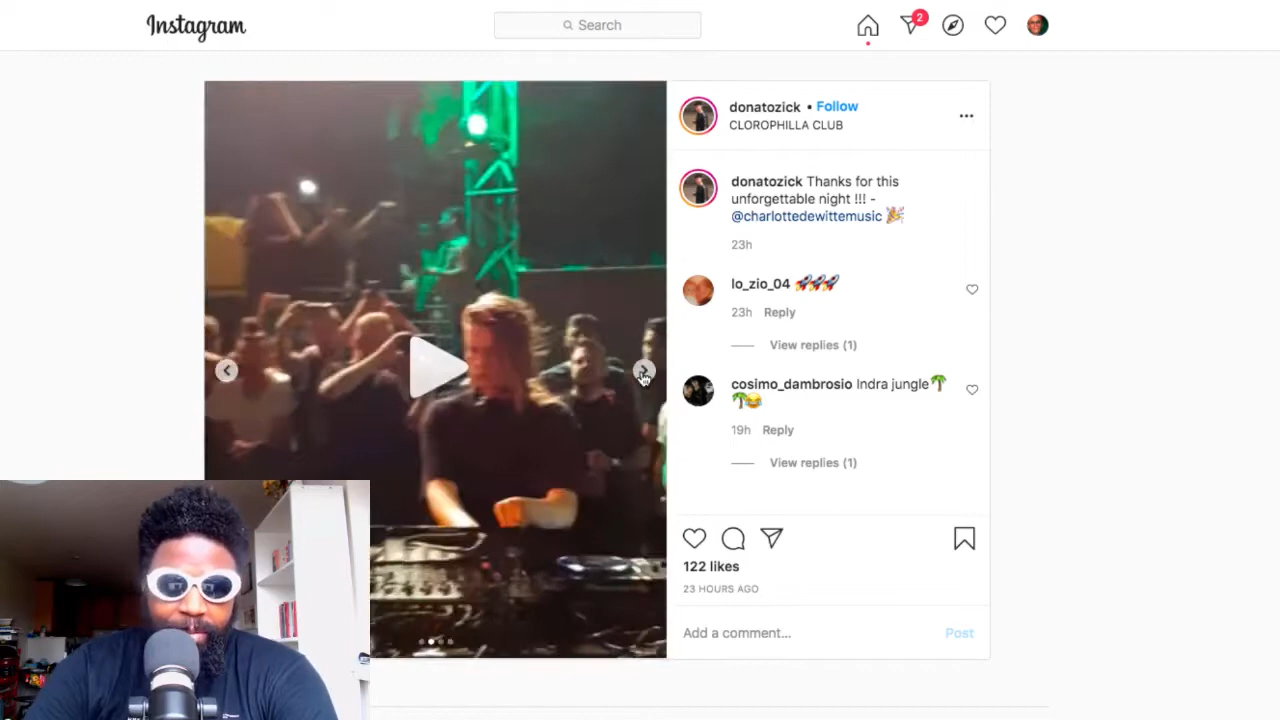 Instagram
Search
2
donatozick • Follow
CLOROPHILLA CLUB
donatozick Thanks for this
unforgettable night !!! -
@charlottedewittemusic 🎉
23h
lo_zio_04 🚀🚀🚀
23h Reply
View replies (1)
cosimo_dambrosio Indra jungle🌴
🌴😂
19h Reply
View replies (1)
122 likes
23 HOURS AGO
Add a comment...
Post